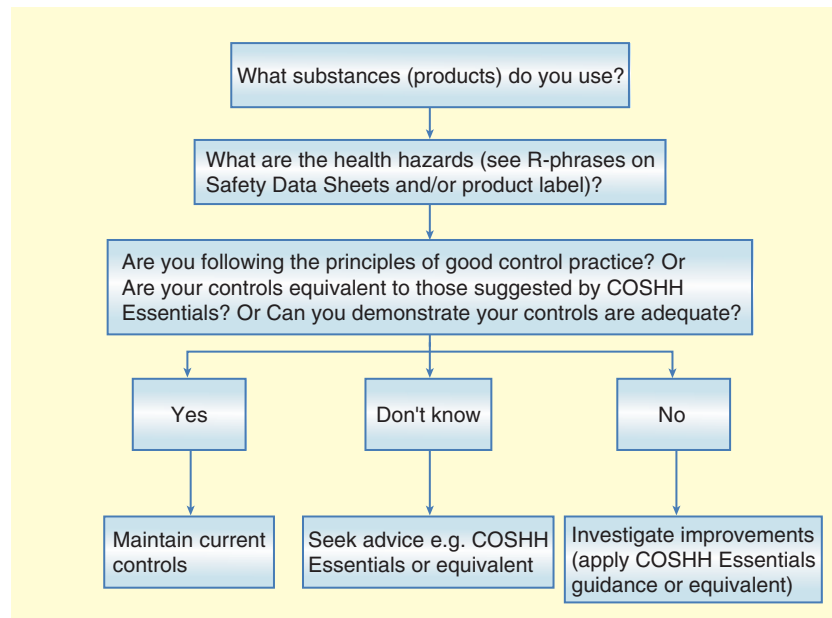 What substances (products) do you use?
What are the health hazards (see R-phrases on
Safety Data Sheets and/or product label)?
Are you following the principles of good control practice? Or
Are your controls equivalent to those suggested by COSHH
Essentials? Or Can you demonstrate your controls are adequate?
Yes
Don't know
No
Maintain current
controls
Seek advice e.g. COSHH
Essentials or equivalent
Investigate improvements
(apply COSHH Essentials
guidance or equivalent)